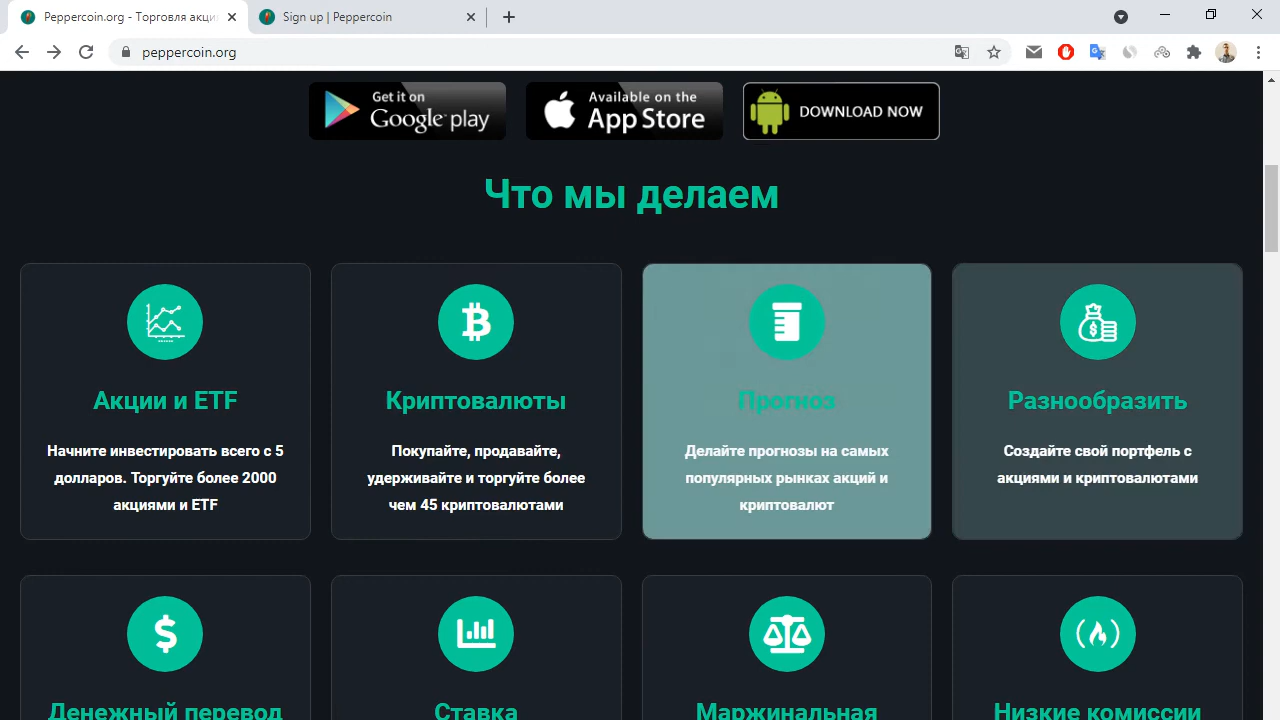 Peppercoin.org - Торговля акци
Sign up | Peppercoin
peppercoin.org
Get it on
Google play
Available on the
App Store
DOWNLOAD NOW
Что мы делаем
Акции и ETF
Начните инвестировать всего с 5
долларов. Торгуйте более 2000
акциями и ETF
Криптовалюты
Покупайте, продавайте,
удерживайте и торгуйте более
чем 45 криптовалютами
Прогноз
Делайте прогнозы на самых
популярных рынках акций и
криптовалют
Разнообразить
Создайте свой портфель с
акциями и криптовалютами
Денежный перевод
Ставка
Маржинальная
Низкие комиссии